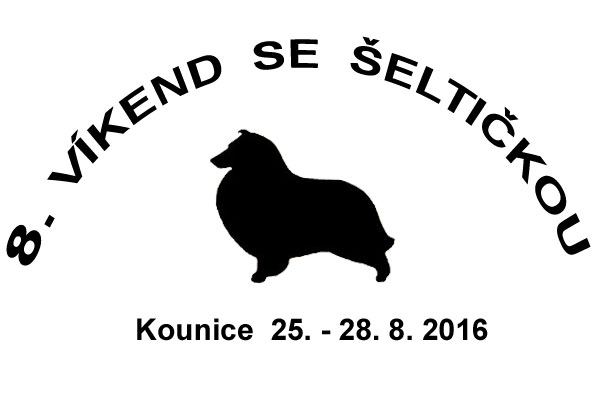 8. VÍKEND SE ŠELTIČKOU
Kounice 25. - 28. 8. 2016